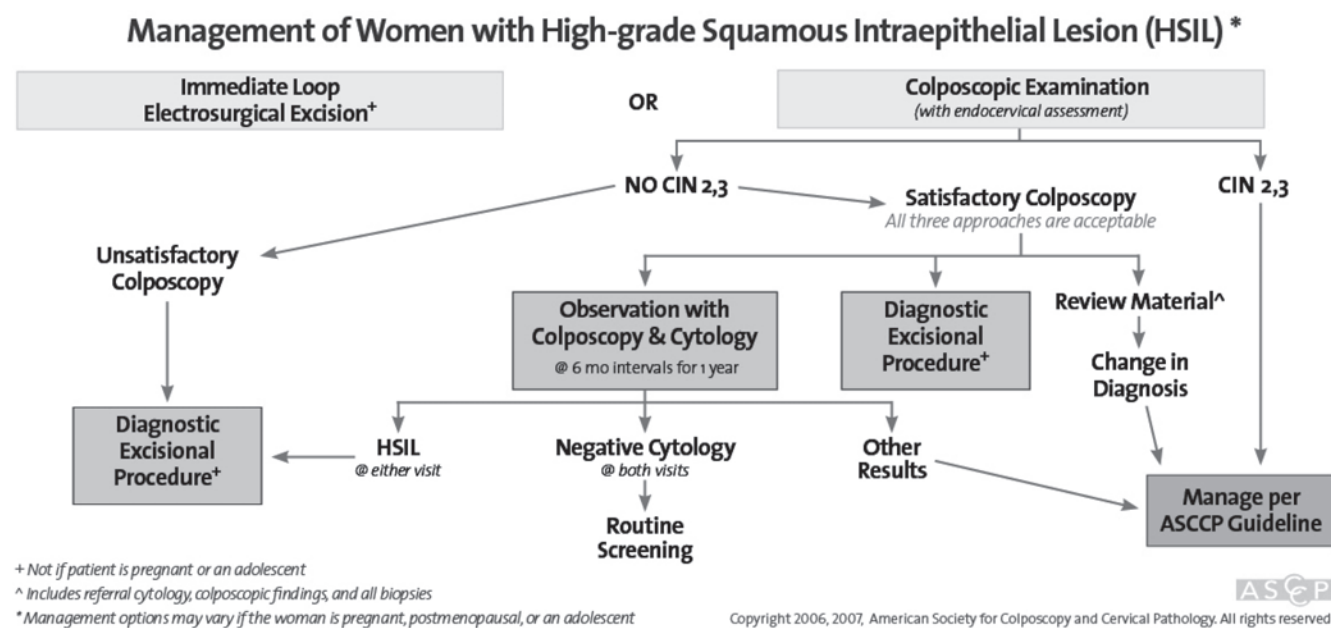 Management of Women with High-grade Squamous Intraepithelial Lesion (HSIL) *
Immediate Loop
Electrosurgical Excision+
OR
Colposcopic Examination
(with endocervical assessment)
NO CIN 2,3
CIN 2,3
Satisfactory Colposcopy
All three approaches are acceptable
Unsatisfactory
Colposcopy
Observation with
Colposcopy & Cytology
@ 6 mo intervals for 1 year
Diagnostic
Excisional
Procedure+
Review Material^
Change in
Diagnosis
Diagnostic
Excisional
Procedure+
HSIL
@ either visit
Negative Cytology
@ both visits
Other
Results
Routine
Screening
Manage per
ASCCP Guideline
+ Not if patient is pregnant or an adolescent
^ Includes referral cytology, colposcopic findings, and all biopsies
* Management options may vary if the woman is pregnant, postmenopausal, or an adolescent
ASCCP
Copyright 2006, 2007, American Society for Colposcopy and Cervical Pathology. All rights reserved